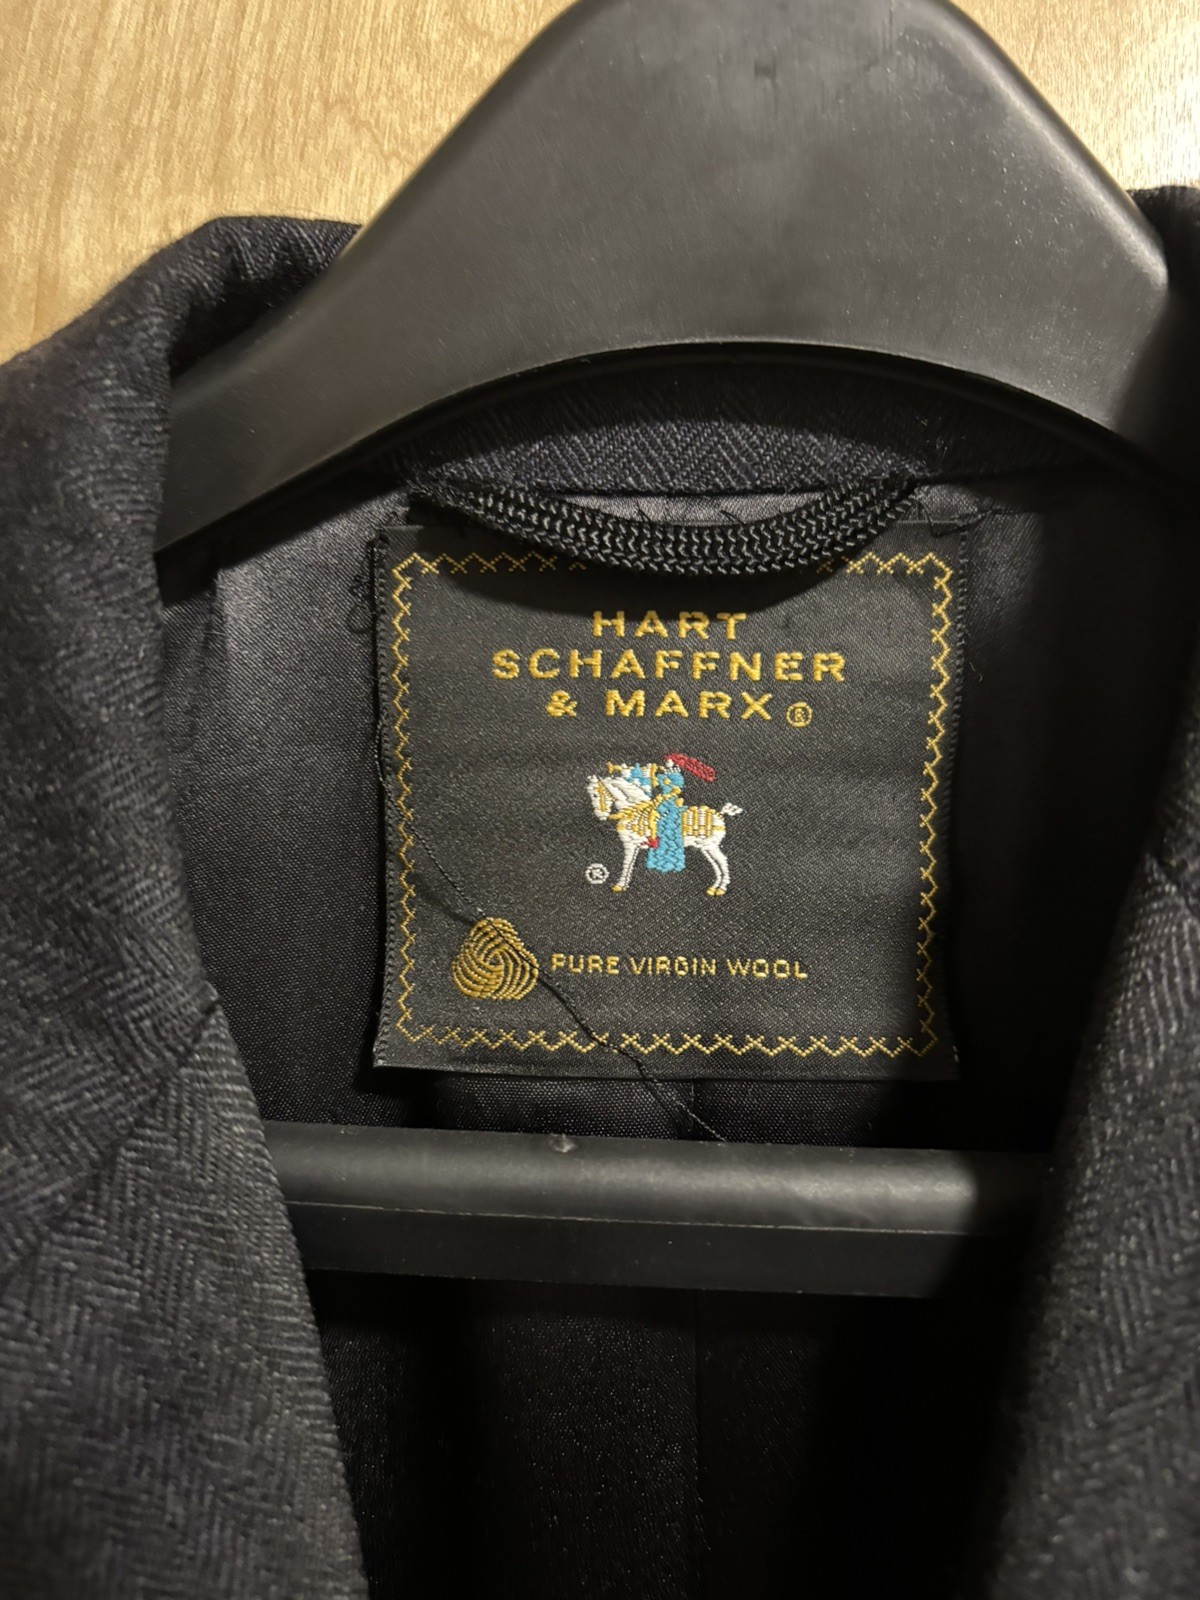 HART
SCHAFFNER
& MARX ®
®
PURE VIRGIN WOOL